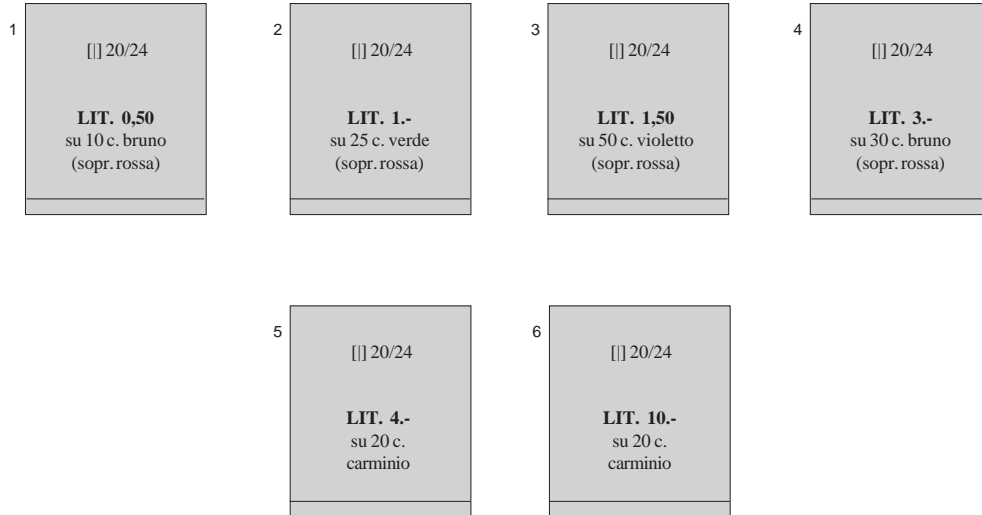 1
[|] 20/24
LIT. 0,50
su 10 c. bruno
(sopr. rossa)
2
[|] 20/24
LIT. 1.-
su 25 c. verde
(sopr. rossa)
3
[|] 20/24
LIT. 1,50
su 50 c. violetto
(sopr. rossa)
4
[|] 20/24
LIT. 3.-
su 30 c. bruno
(sopr. rossa)
5
[|] 20/24
LIT. 4.-
su 20 c.
carminio
6
[|] 20/24
LIT. 10.-
su 20 c.
carminio